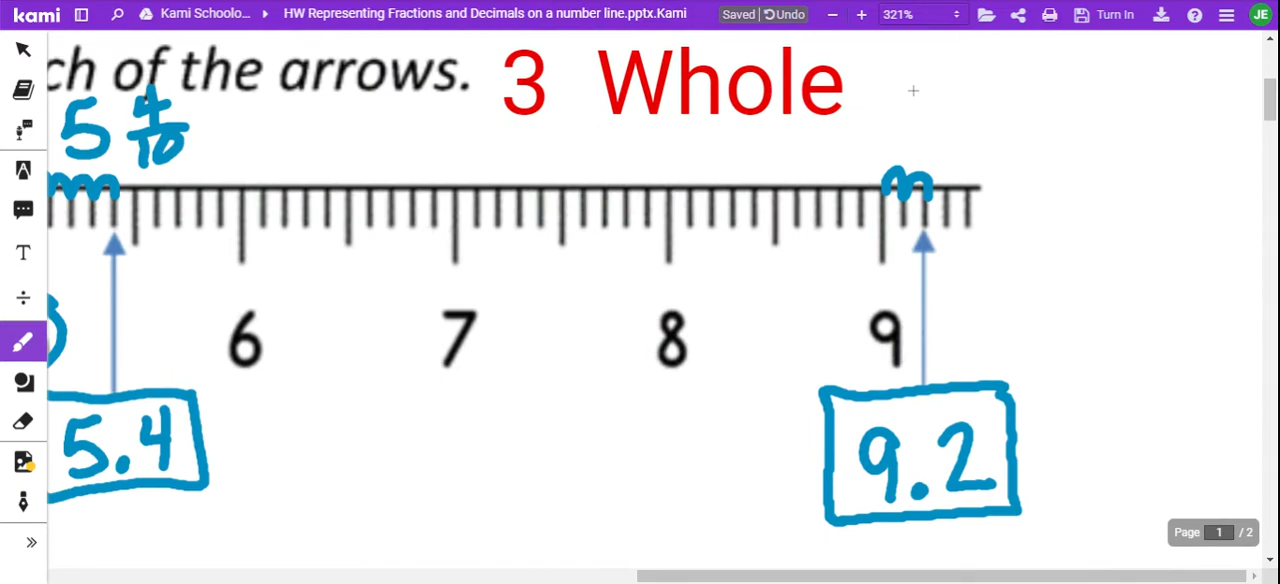 kami Kami Schoolo... HW Representing Fractions and Decimals on a number line.pptx.Kami Saved Undo 321% Turn In JE
ch of the arrows. 3 Whole
5 4/10
6 7 8 9
5.4 9.2
Page 1 / 2